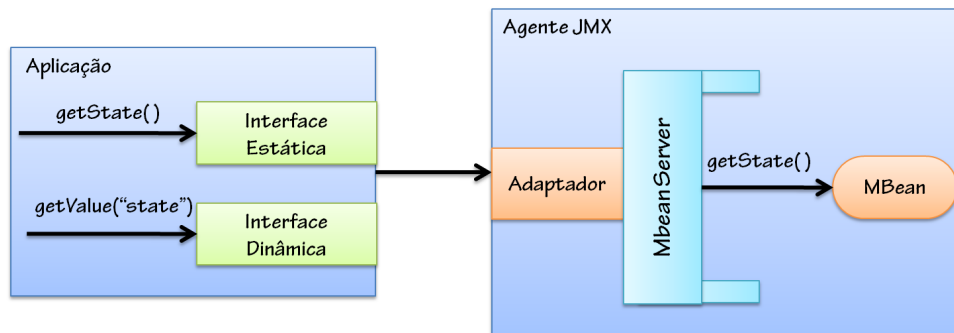 Agente JMX
Aplicação
getState( )
Interface
Estática
getValue(“state”)
Interface
Dinâmica
Adaptador
MbeanServer
getState( )
MBean